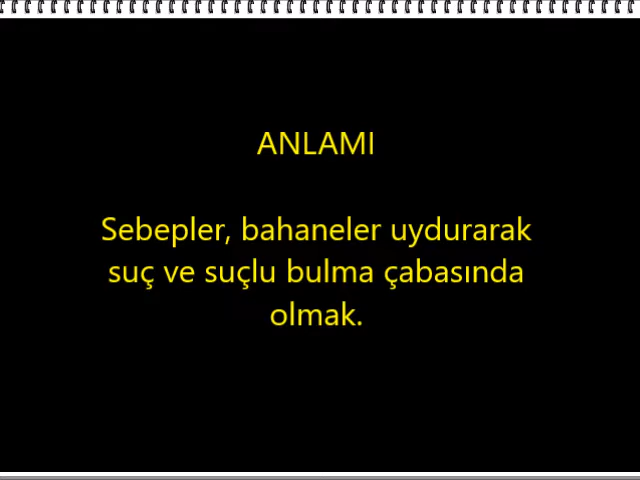 ANLAMI
Sebepler, bahaneler uydurarak
suç ve suçlu bulma çabasında
olmak.